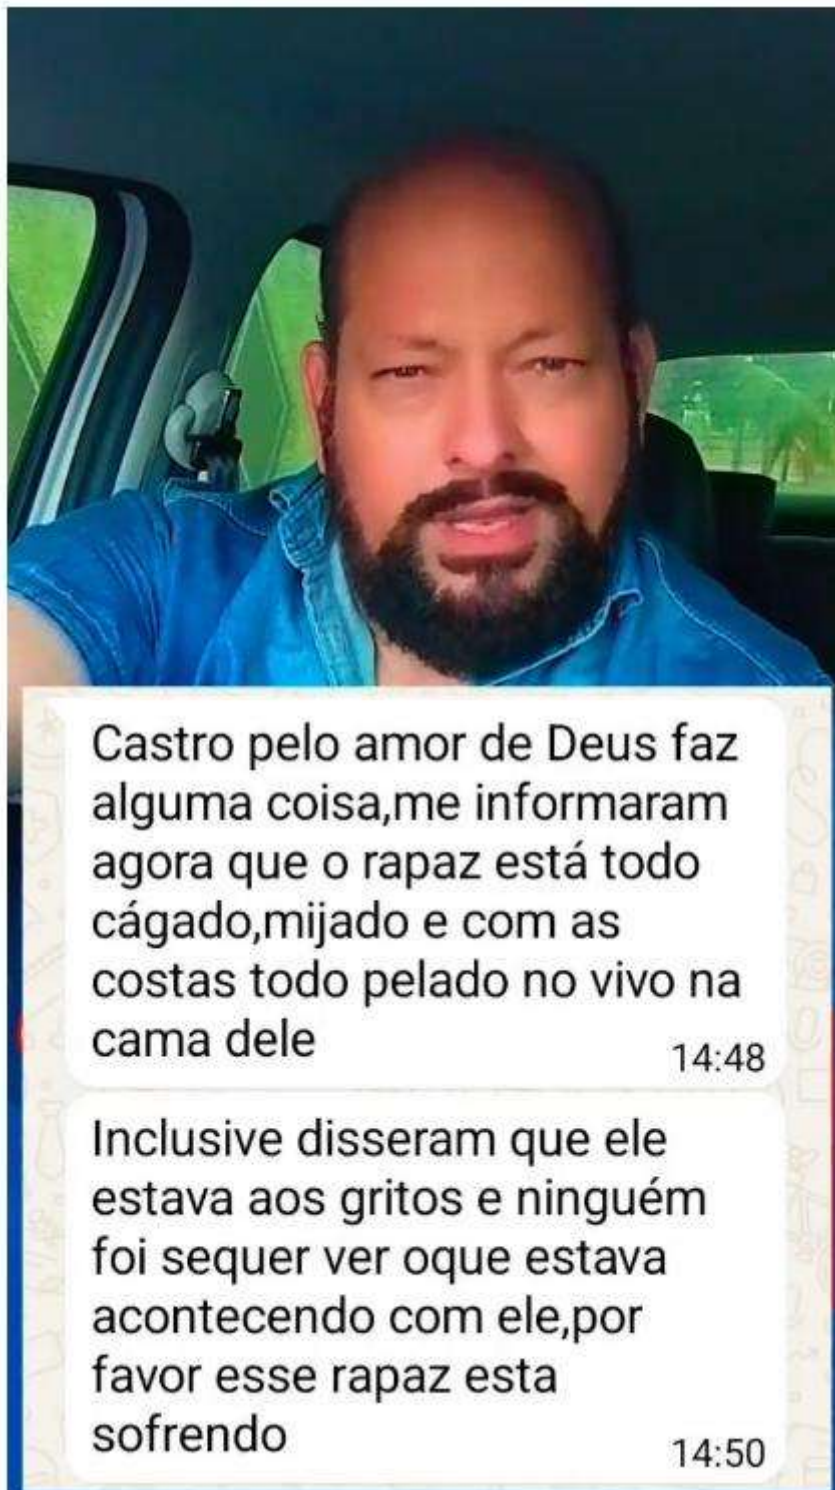 Castro pelo amor de Deus faz
alguma coisa,me informaram
agora que o rapaz está todo
cágado,mijado e com as
costas todo pelado no vivo na
cama dele
14:48
Inclusive disseram que ele
estava aos gritos e ninguém
foi sequer ver oque estava
acontecendo com ele,por
favor esse rapaz esta
sofrendo
14:50